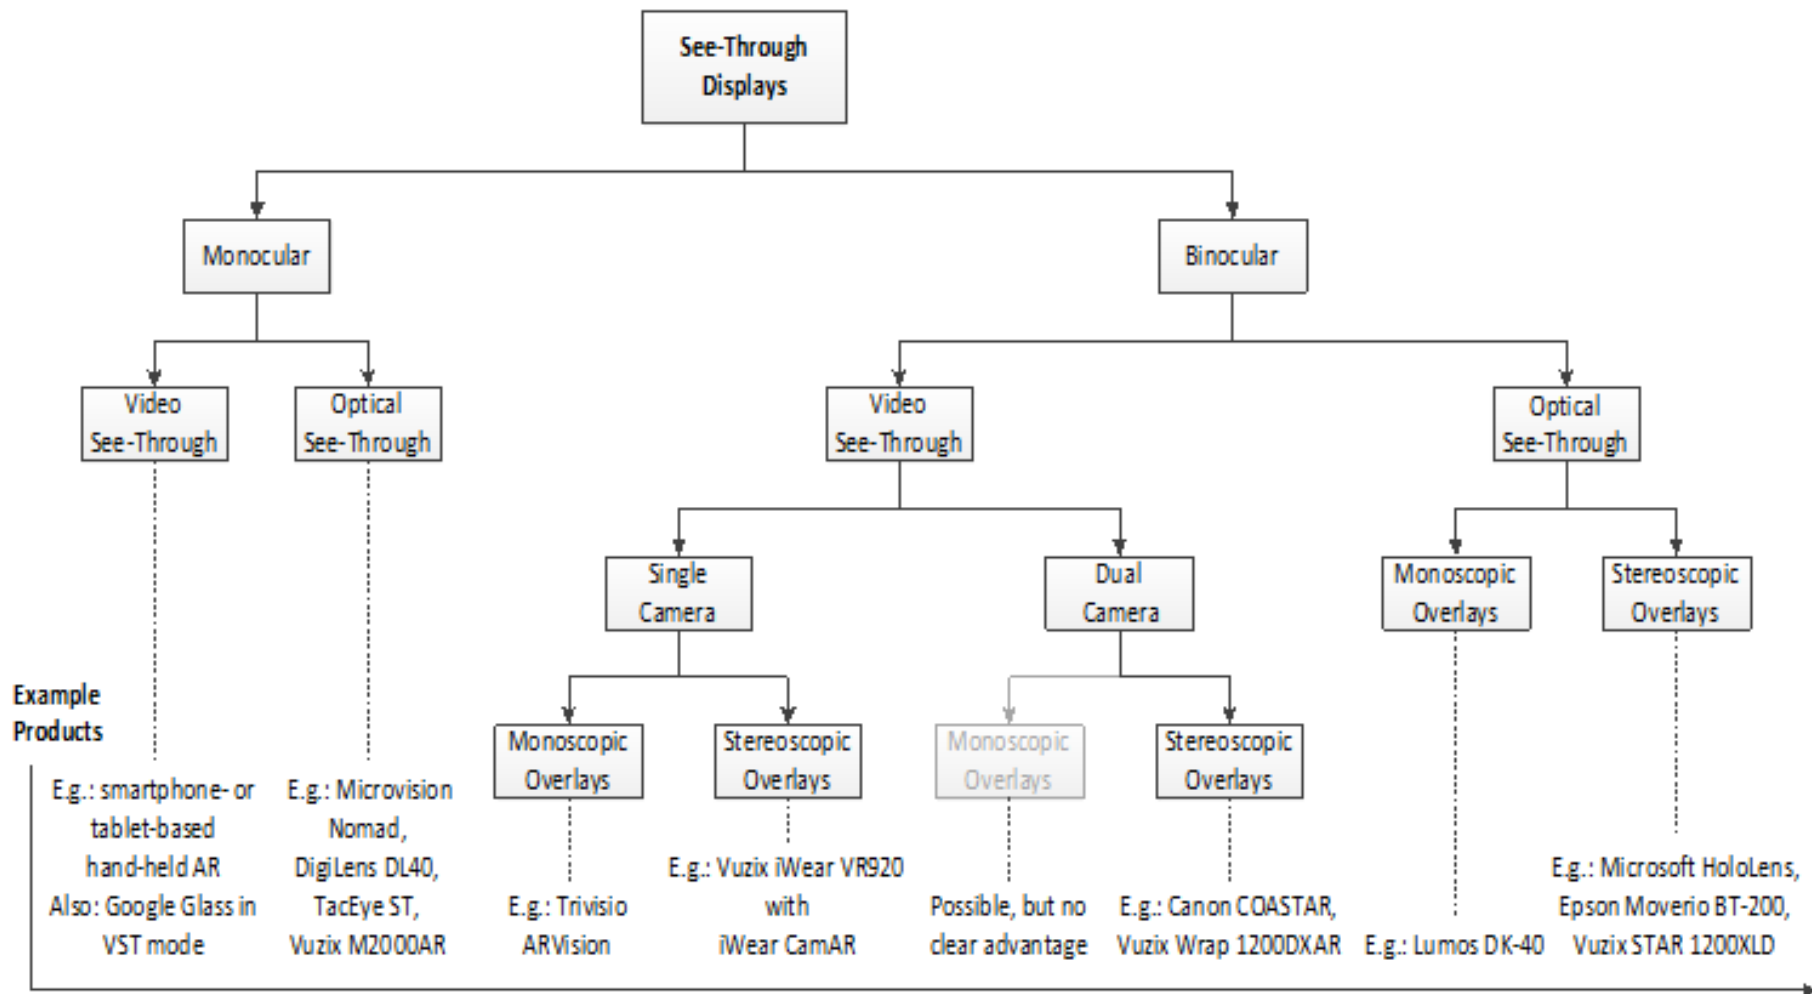 See-Through
Displays
Monocular
Binocular
Video
See-Through
Optical
See-Through
Video
See-Through
Optical
See-Through
Single
Camera
Dual
Camera
Monoscopic
Overlays
Stereoscopic
Overlays
Monoscopic
Overlays
Stereoscopic
Overlays
Monoscopic
Overlays
Stereoscopic
Overlays
Example
Products
E.g.: smartphone- or
tablet-based
hand-held AR
Also: Google Glass in
VST mode
E.g.: Microvision
Nomad,
DigiLens DL40,
TacEye ST,
Vuzix M2000AR
E.g.: Trivisio
ARVision
E.g.: Vuzix iWear VR920
with
iWear CamAR
Possible, but no
clear advantage
E.g.: Canon COASTAR,
Vuzix Wrap 1200DXAR
E.g.: Lumos DK-40
E.g.: Microsoft HoloLens,
Epson Moverio BT-200,
Vuzix STAR 1200XLD